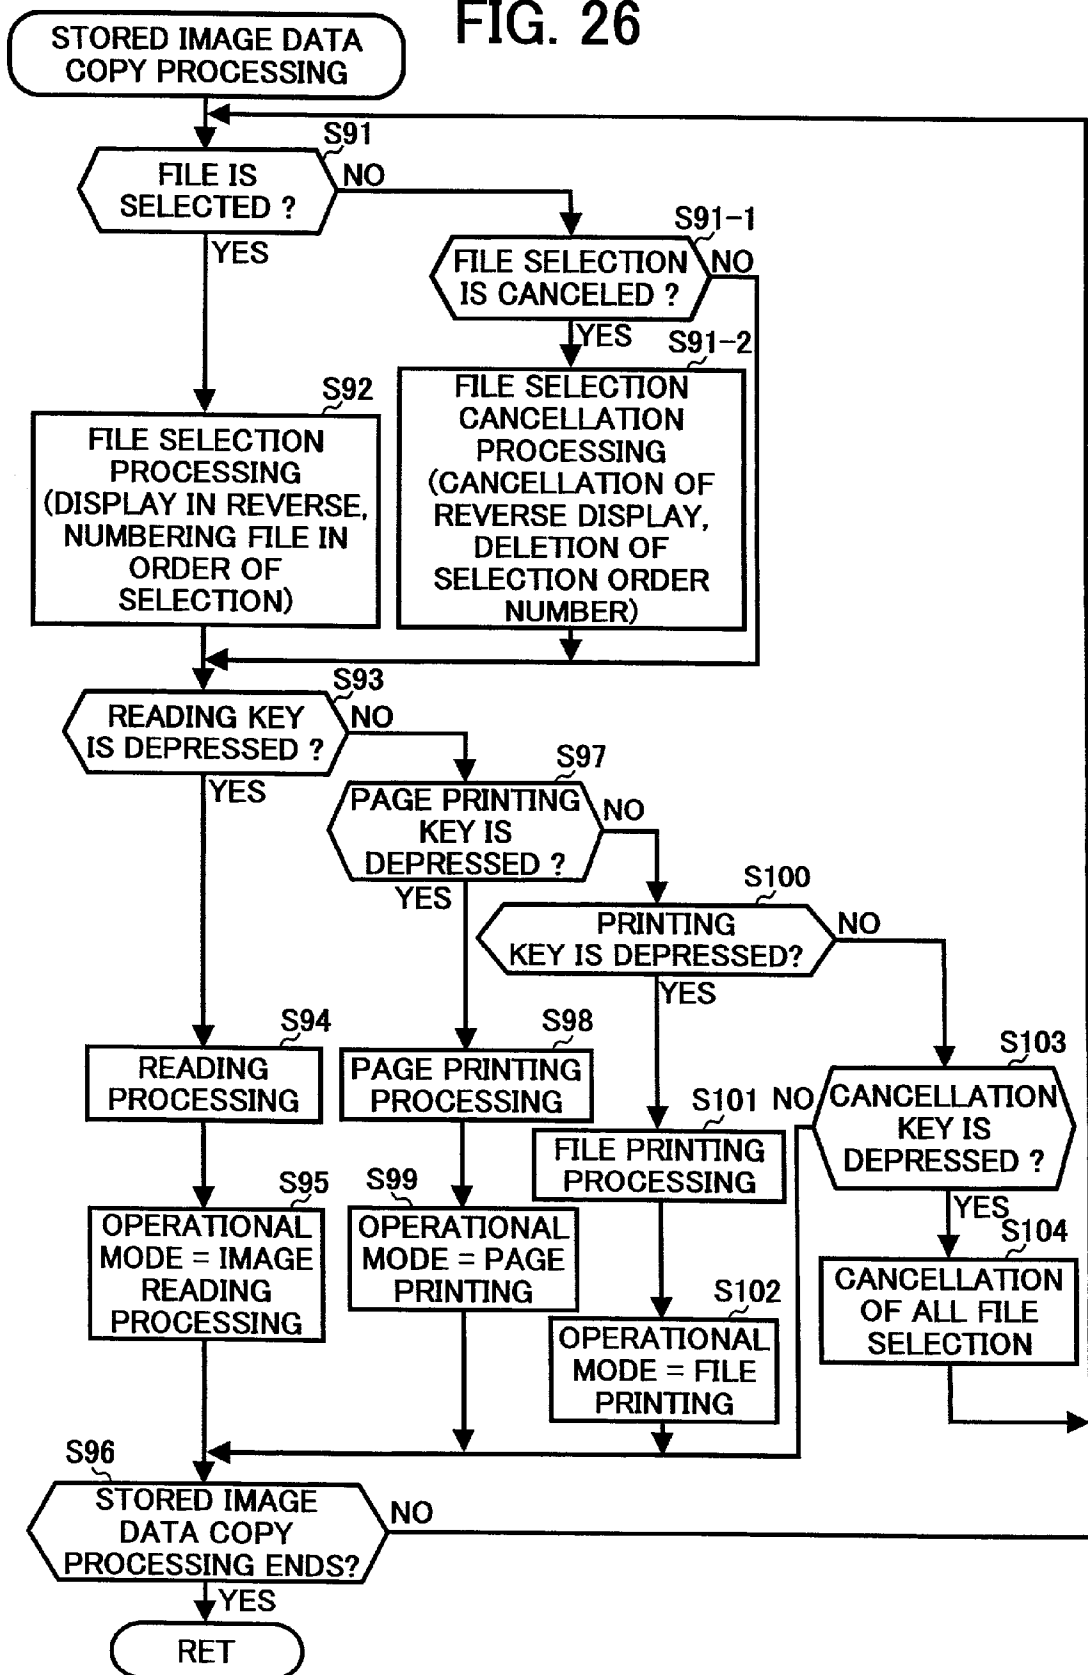 FIG. 26
STORED IMAGE DATA
COPY PROCESSING
S91
FILE IS
SELECTED ?
NO
YES
S91-1
FILE SELECTION
IS CANCELED ?
NO
YES
S91-2
FILE SELECTION
CANCELLATION
PROCESSING
(CANCELLATION OF
REVERSE DISPLAY,
DELETION OF
SELECTION ORDER
NUMBER)
S92
FILE SELECTION
PROCESSING
(DISPLAY IN REVERSE,
NUMBERING FILE IN
ORDER OF
SELECTION)
S93
READING KEY
IS DEPRESSED ?
NO
YES
S97
PAGE PRINTING
KEY IS
DEPRESSED ?
NO
YES
S100
PRINTING
KEY IS DEPRESSED?
NO
YES
S94
READING
PROCESSING
S98
PAGE PRINTING
PROCESSING
S101
FILE PRINTING
PROCESSING
S103
NO
CANCELLATION
KEY IS
DEPRESSED ?
YES
S95
OPERATIONAL
MODE = IMAGE
READING
PROCESSING
S99
OPERATIONAL
MODE = PAGE
PRINTING
S102
OPERATIONAL
MODE = FILE
PRINTING
S104
CANCELLATION
OF ALL FILE
SELECTION
S96
STORED IMAGE
DATA COPY
PROCESSING ENDS?
NO
YES
RET